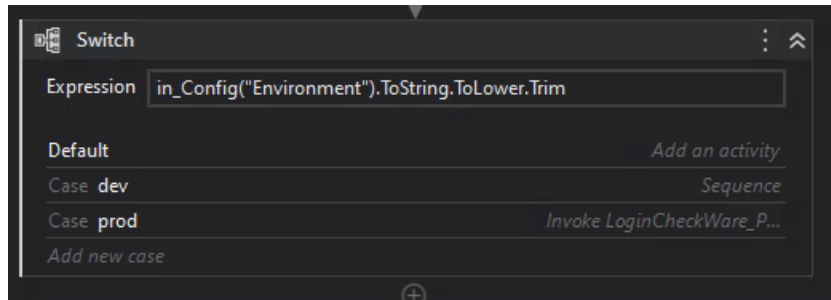 Switch
Expression in_Config("Environment").ToString.ToLower.Trim
Default Add an activity
Case dev Sequence
Case prod Invoke LoginCheckWare_P...
Add new case